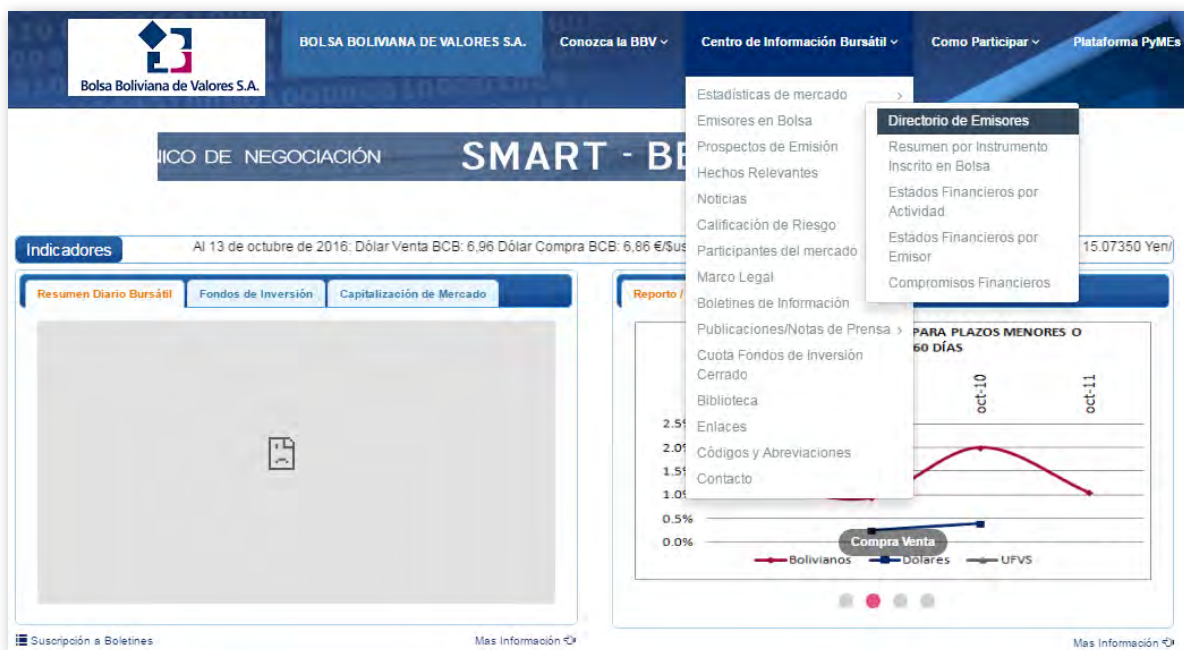 Bolsa Boliviana de Valores S.A.
BOLSA BOLIVIANA DE VALORES S.A.
Conozca la BBV
Centro de Información Bursátil
Como Participar
Plataforma PyMEs
Estadísticas de mercado
Emisores en Bolsa
Prospectos de Emisión
Hechos Relevantes
Noticias
Calificación de Riesgo
Participantes del mercado
Marco Legal
Boletines de Información
Publicaciones/Notas de Prensa
Cuota Fondos de Inversión
Cerrado
Biblioteca
Enlaces
Códigos y Abreviaciones
Contacto
Directorio de Emisores
Resumen por Instrumento
Inscrito en Bolsa
Estados Financieros por
Actividad
Estados Financieros por
Emisor
Compromisos Financieros
NICO DE NEGOCIACIÓN SMART - B
Indicadores
Al 13 de octubre de 2016: Dólar Venta BCB: 6,96 Dólar Compra BCB: 6,86 €/$us
15.07350 Yen/
Resumen Diario Bursátil
Fondos de Inversión
Capitalización de Mercado
Reporto /
PARA PLAZOS MENORES O
60 DÍAS
oct-10
oct-11
2.5
2.0
1.5
1.0
0.5%
0.0%
Compra Venta
Bolivianos Dólares UFVS
Suscripción a Boletines
Mas Información
Mas Información